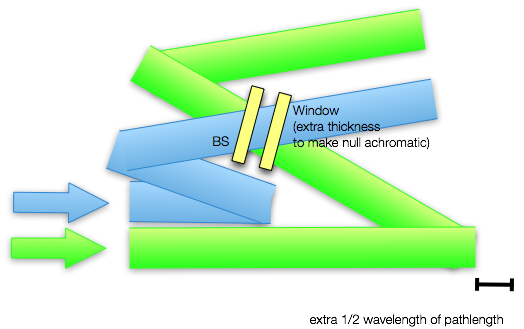 Window
(extra thickness
BS
to make null achromatic)
extra 1/2 wavelength of pathlength